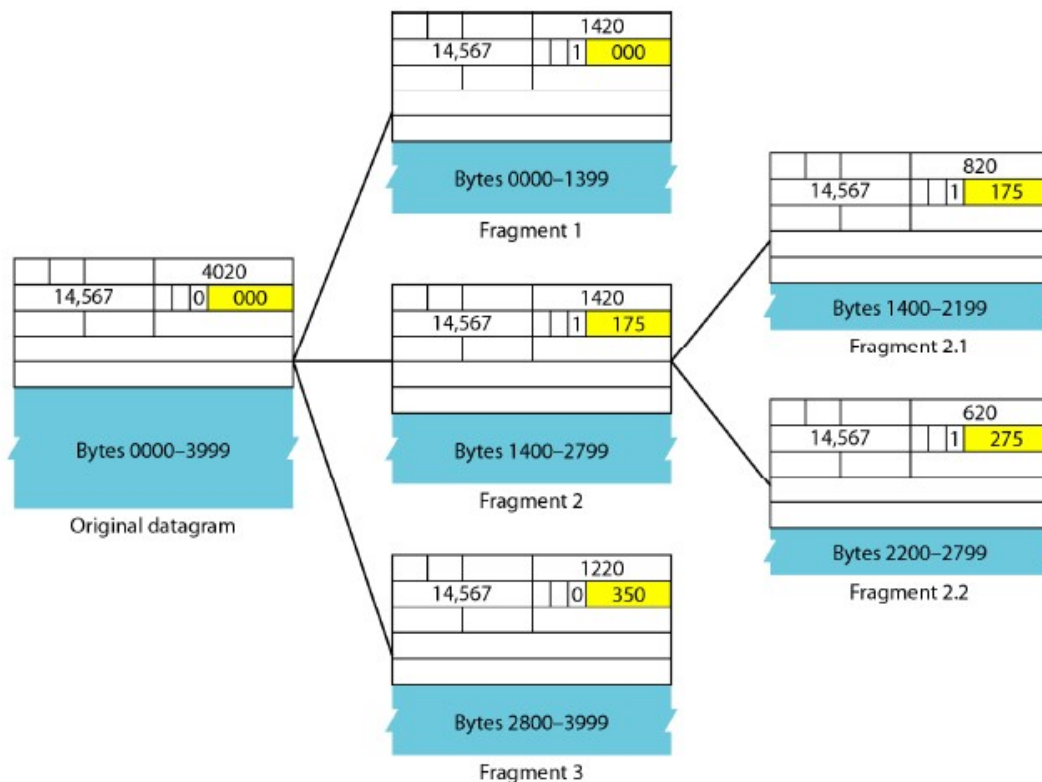 4020
14,567 0 000
Bytes 0000–3999
Original datagram
1420
14,567 1 000
Bytes 0000–1399
Fragment 1
1420
14,567 1 175
Bytes 1400–2799
Fragment 2
1220
14,567 0 350
Bytes 2800–3999
Fragment 3
820
14,567 1 175
Bytes 1400–2199
Fragment 2.1
620
14,567 1 275
Bytes 2200–2799
Fragment 2.2